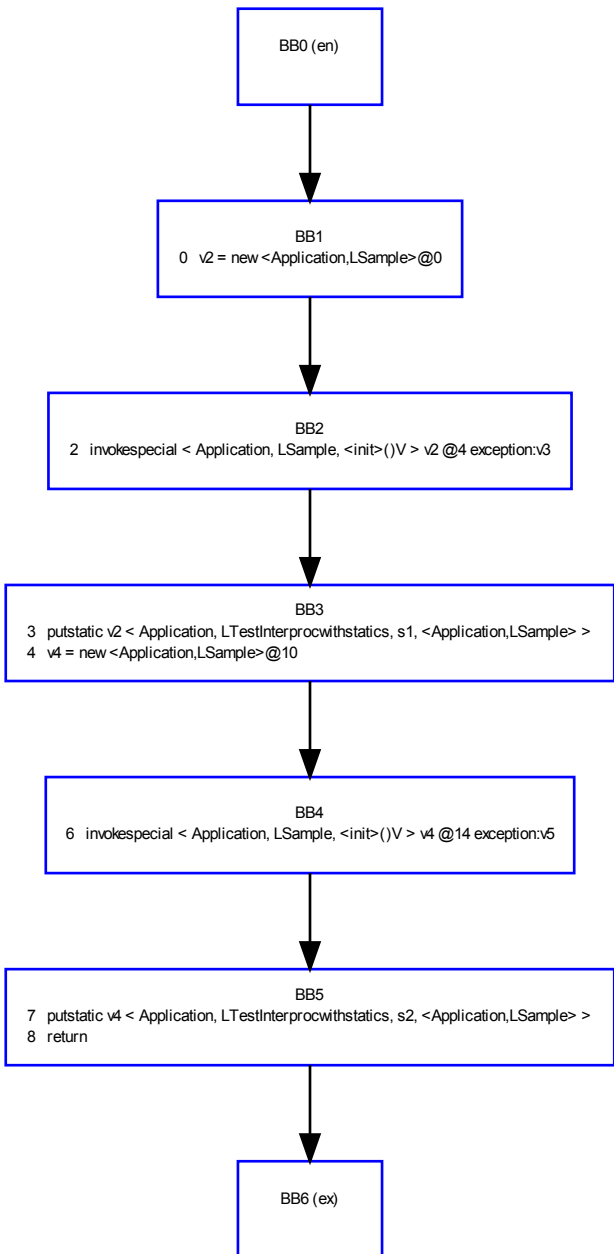 BB0 (en)
BB1
0 v2 = new <Application,LSample>@0
BB2
2 invokespecial < Application, LSample, <init>()V > v2 @4 exception:v3
BB3
3 putstatic v2 < Application, LTestInterprocwithstatics, s1, <Application,LSample> >
4 v4 = new <Application,LSample>@10
BB4
6 invokespecial < Application, LSample, <init>()V > v4 @14 exception:v5
BB5
7 putstatic v4 < Application, LTestInterprocwithstatics, s2, <Application,LSample> >
8 return
BB6 (ex)